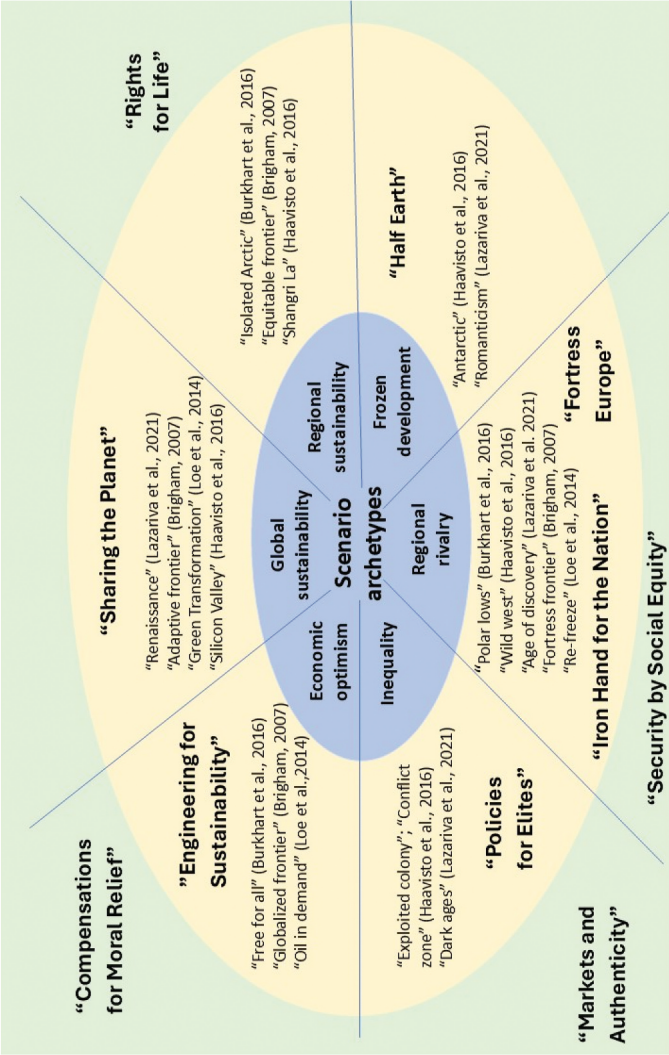 “Compensations
for Moral Relief”
“Rights
for Life”
“Sharing the Planet”
”Engineering for
Sustainability”
“Renaissance” (Lazariva et al., 2021)
“Adaptive frontier” (Brigham, 2007)
“Green Transformation” (Loe et al., 2014)
“Silicon Valley” (Haavisto et al., 2016)
“Free for all” (Burkhart et al., 2016)
“Globalized frontier” (Brigham, 2007)
“Oil in demand” (Loe et al.,2014)
“Isolated Arctic” (Burkhart et al., 2016)
“Equitable frontier” (Brigham, 2007)
“Shangri La” (Haavisto et al., 2016)
Economic
optimism
Global
sustainability
Regional
sustainability
Scenario
archetypes
Inequality
Regional
rivalry
Frozen
development
“Half Earth”
“Antarctic” (Haavisto et al., 2016)
“Romanticism” (Lazariva et al., 2021)
“Exploited colony”; “Conflict
zone” (Haavisto et al., 2016)
“Dark ages” (Lazariva et al., 2021)
“Policies
for Elites”
“Polar lows” (Burkhart et al., 2016)
“Wild west” (Haavisto et al., 2016)
“Age of discovery” (Lazariva et al. 2021)
“Fortress frontier” (Brigham, 2007)
“Re-freeze” (Loe et al., 2014)
“Fortress
Europe”
“Iron Hand for the Nation”
“Markets and
Authenticity”
“Security by Social Equity”